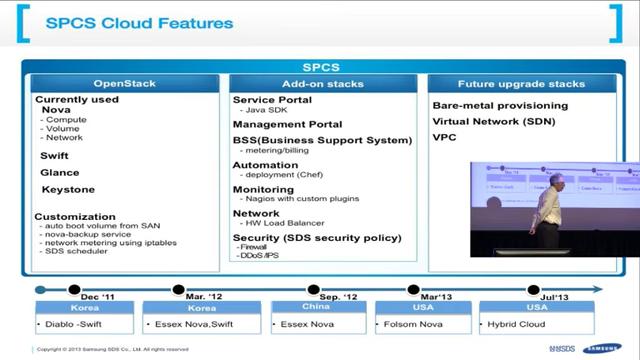 SPCS Cloud Features
SPCS
OpenStack
Currently used
Nova
- Compute
- Volume
- Network
Swift
Glance
Keystone
Customization
- auto boot volume from SAN
- nova-backup service
- network metering using iptables
- SDS scheduler
Add-on stacks
Service Portal
- Java SDK
Management Portal
BSS(Business Support System)
- metering/billing
Automation
- deployment (Chef)
Monitoring
- Nagios with custom plugins
Network
- HW Load Balancer
Security (SDS security policy)
- Firewall
- DDoS/IPS
Future upgrade stacks
Bare-metal provisioning
Virtual Network (SDN)
VPC
Dec '11
Mar. '12
Sep. '12
Mar'13
Jul'13
Korea
Korea
China
USA
USA
• Diablo -Swift
• Essex Nova,Swift
• Essex Nova
• Folsom Nova
• Hybrid Cloud
Copyright © 2013 Samsung SDS Co., Ltd. All rights reserved
삼성SDS
SAMSUNG